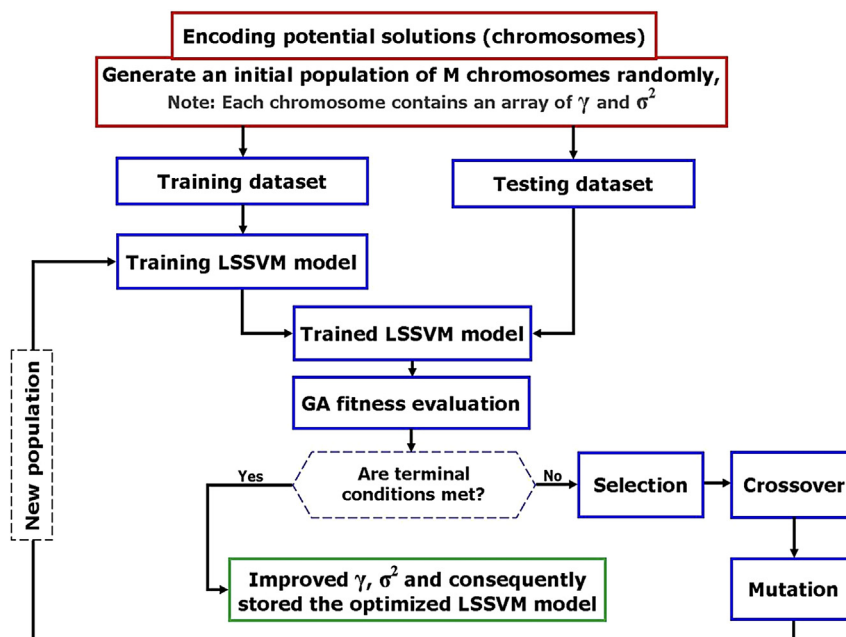 Encoding potential solutions (chromosomes)
Generate an initial population of M chromosomes randomly,
Note: Each chromosome contains an array of γ and σ²
Training dataset
Testing dataset
Training LSSVM model
Trained LSSVM model
GA fitness evaluation
New population
Yes
Are terminal
conditions met?
No
Selection
Crossover
Improved γ, σ² and consequently
stored the optimized LSSVM model
Mutation